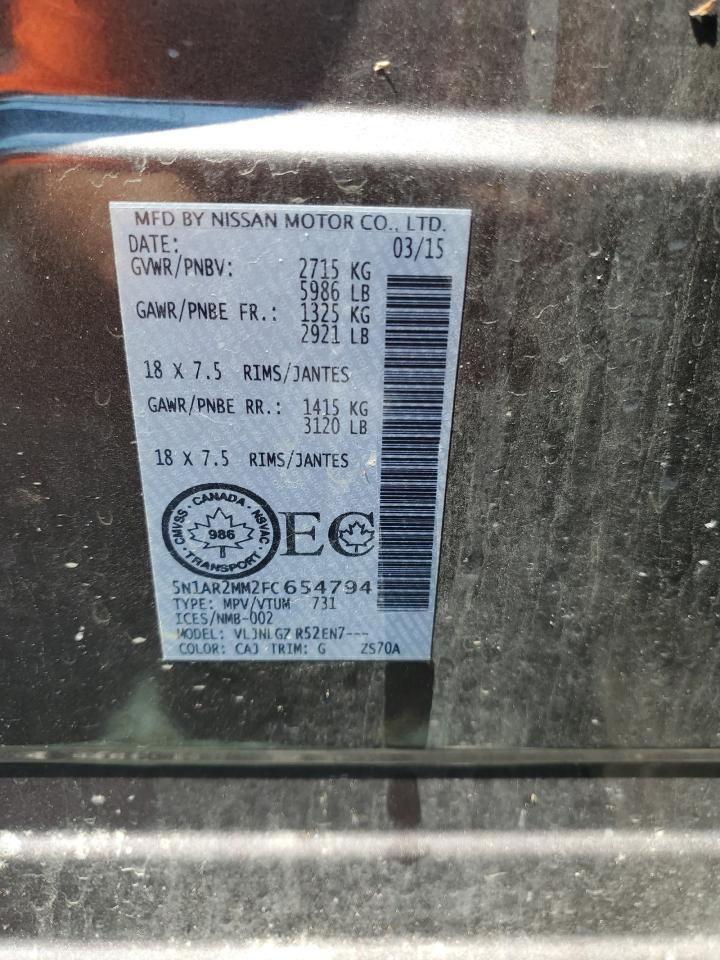 MFD BY NISSAN MOTOR CO., LTD.
DATE: 03/15
GVWR/PNBV: 2715 KG
5986 LB
GAWR/PNBE FR.: 1325 KG
2921 LB
18 X 7.5 RIMS/JANTES
GAWR/PNBE RR.: 1415 KG
3120 LB
18 X 7.5 RIMS/JANTES
CMVSS · CANADA · NSVAC
986
· TRANSPORT ·
EC
5N1AR2MM2FC654794
TYPE: MPV/VTUM 731
ICES/NMB-002
MODEL: VLJNLGZ R52EN7---
COLOR: CAJ TRIM: G ZS70A